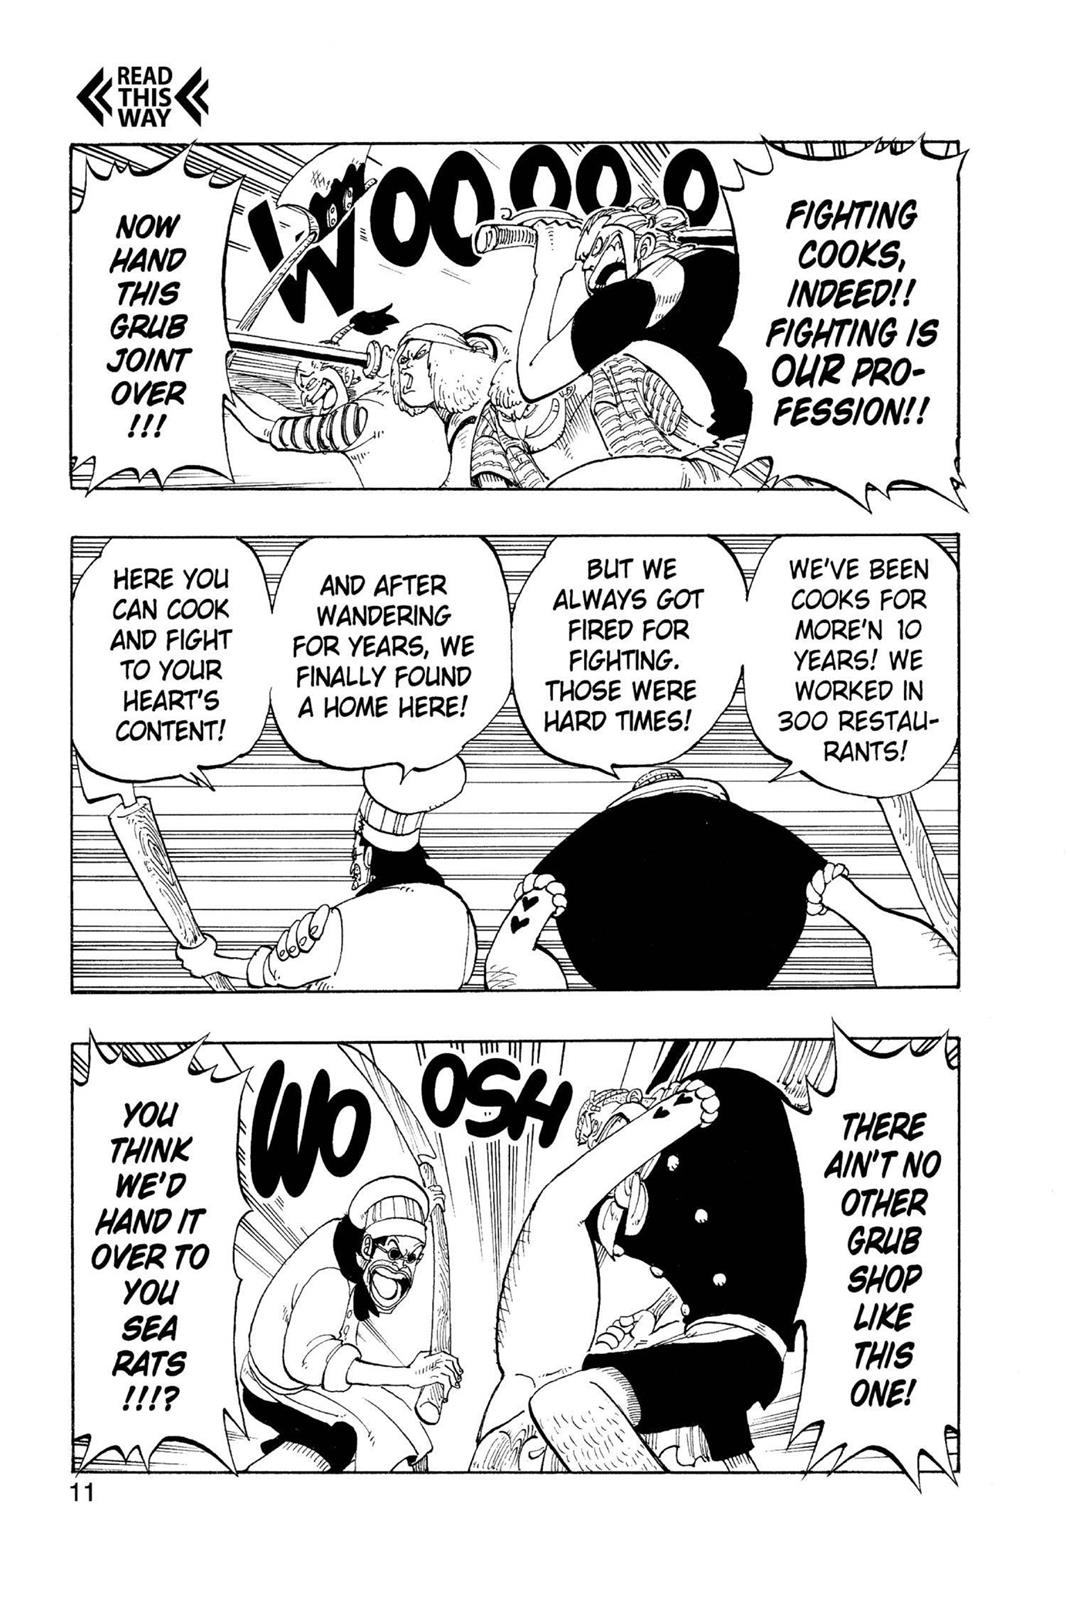 READ
THIS
WAY
FIGHTING
COOKS,
INDEED!!
FIGHTING IS
OUR PRO-
FESSION!!
WOOOOOO
NOW
HAND
THIS
GRUB
JOINT
OVER
!!!
WE'VE BEEN
COOKS FOR
MORE'N 10
YEARS! WE
WORKED IN
300 RESTAU-
RANTS!
BUT WE
ALWAYS GOT
FIRED FOR
FIGHTING.
THOSE WERE
HARD TIMES!
AND AFTER
WANDERING
FOR YEARS, WE
FINALLY FOUND
A HOME HERE!
HERE YOU
CAN COOK
AND FIGHT
TO YOUR
HEART'S
CONTENT!
THERE
AIN'T NO
OTHER
GRUB
SHOP
LIKE
THIS
ONE!
WOOSH
YOU
THINK
WE'D
HAND IT
OVER TO
YOU
SEA
RATS
!!!?
11